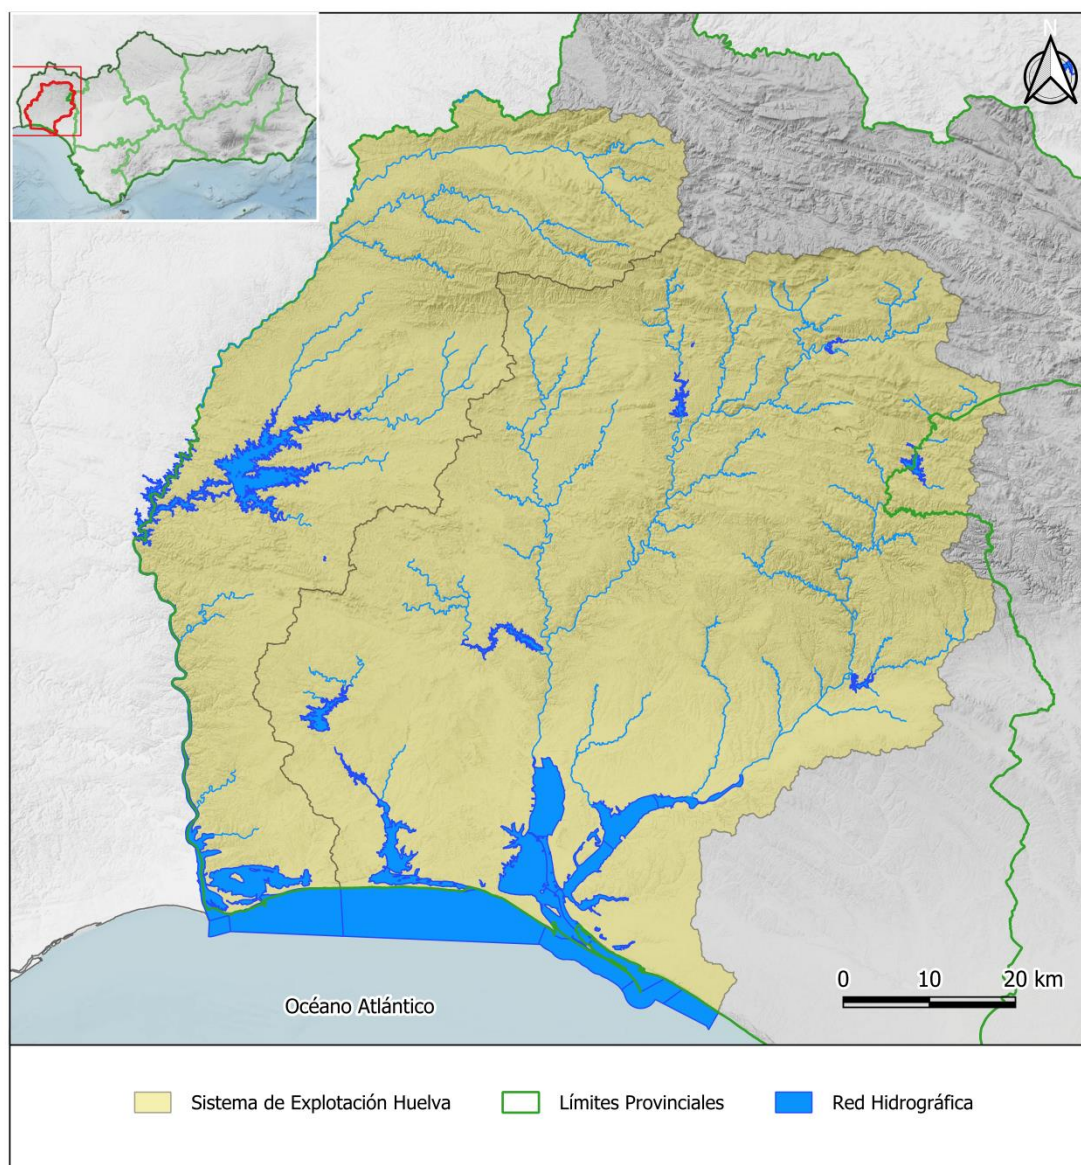 N
0 10 20 km
Océano Atlántico
Sistema de Explotación Huelva
Límites Provinciales
Red Hidrográfica